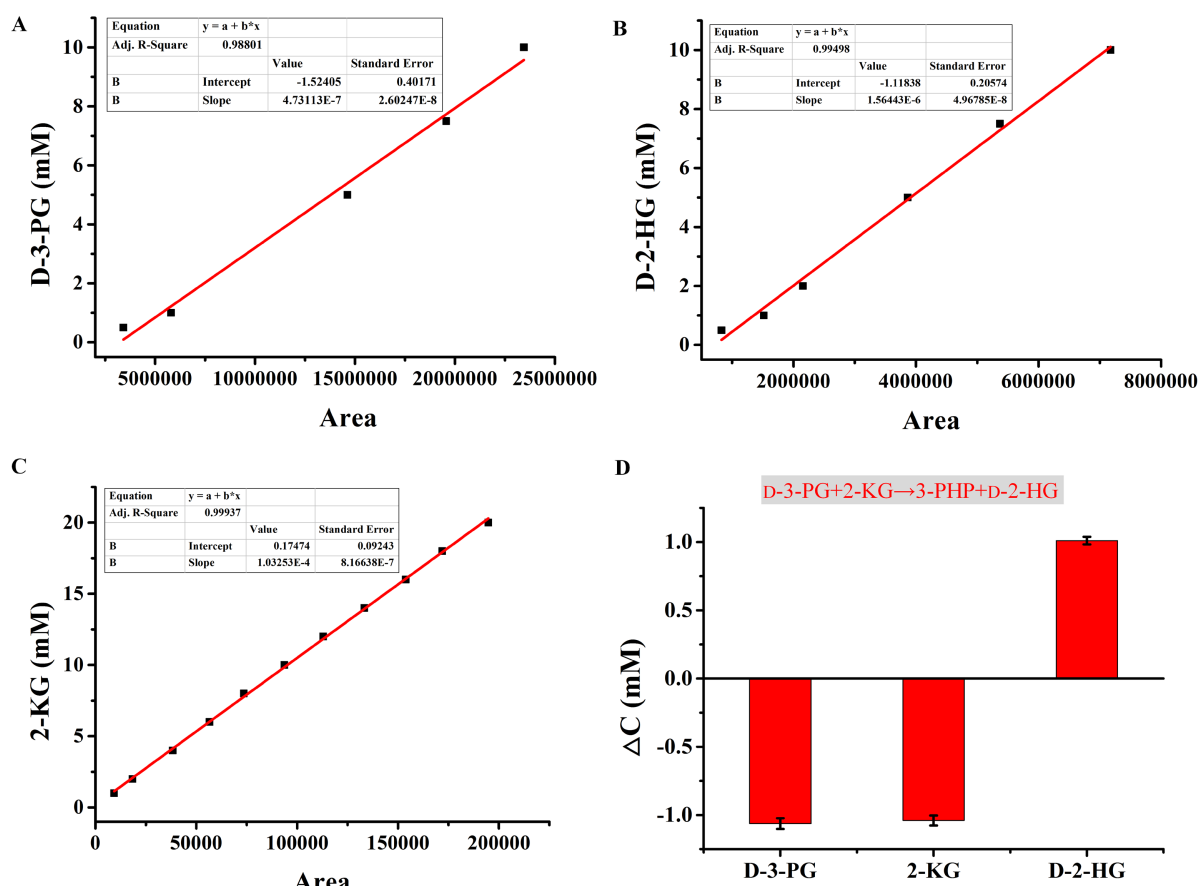 A
Equation y = a + b*x
Adj. R-Square 0.98801
Value Standard Error
B Intercept -1.52405 0.40171
B Slope 4.73113E-7 2.60247E-8
10
8
6
4
2
0
D-3-PG (mM)
5000000 10000000 15000000 20000000 25000000
Area
B
Equation y = a + b*x
Adj. R-Square 0.99498
Value Standard Error
B Intercept -1.11838 0.20574
B Slope 1.56443E-6 4.96785E-8
10
8
6
4
2
0
D-2-HG (mM)
2000000 4000000 6000000 8000000
Area
C
Equation y = a + b*x
Adj. R-Square 0.99937
Value Standard Error
B Intercept 0.17474 0.09243
B Slope 1.03253E-4 8.16638E-7
20
15
10
5
0
2-KG (mM)
0 50000 100000 150000 200000
Area
D
D-3-PG+2-KG→3-PHP+D-2-HG
1.0
0.5
0.0
-0.5
-1.0
△C (mM)
D-3-PG 2-KG D-2-HG